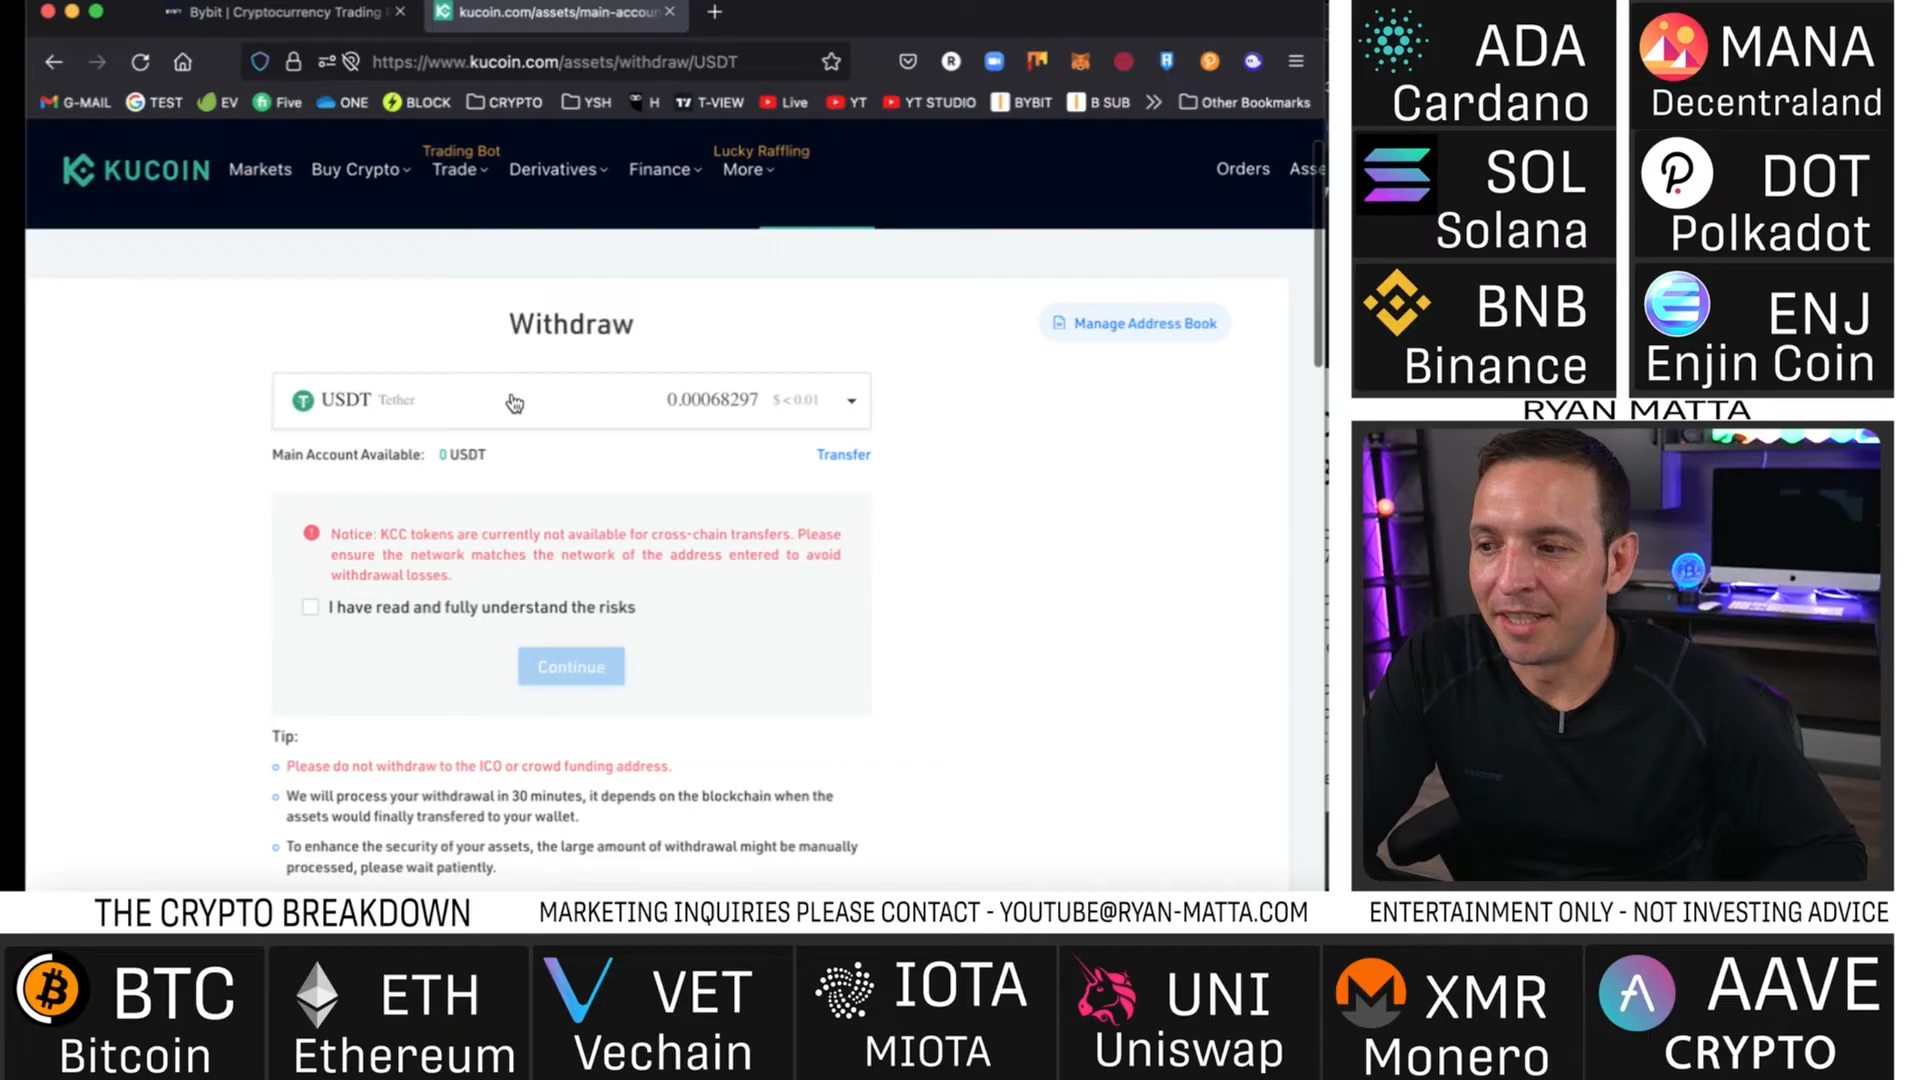 Bybit | Cryptocurrency Trading
kucoin.com/assets/main-accou
https://www.kucoin.com/assets/withdraw/USDT
G-MAIL TEST EV Five ONE BLOCK CRYPTO YSH H T-VIEW Live YT YT STUDIO BYBIT B SUB Other Bookmarks
KUCOIN Markets Buy Crypto Trading Bot Trade Derivatives Finance Lucky Raffling More Orders Asse
Withdraw
Manage Address Book
USDT Tether 0.00068297 $ < 0.01
Main Account Available: 0 USDT Transfer
Notice: KCC tokens are currently not available for cross-chain transfers. Please
ensure the network matches the network of the address entered to avoid
withdrawal losses.
I have read and fully understand the risks
Continue
Tip:
Please do not withdraw to the ICO or crowd funding address.
We will process your withdrawal in 30 minutes, it depends on the blockchain when the
assets would finally transfered to your wallet.
To enhance the security of your assets, the large amount of withdrawal might be manually
processed, please wait patiently.
ADA
Cardano
MANA
Decentraland
SOL
Solana
DOT
Polkadot
BNB
Binance
ENJ
Enjin Coin
RYAN MATTA
THE CRYPTO BREAKDOWN
MARKETING INQUIRIES PLEASE CONTACT - YOUTUBE@RYAN-MATTA.COM
ENTERTAINMENT ONLY - NOT INVESTING ADVICE
BTC
Bitcoin
ETH
Ethereum
VET
Vechain
IOTA
MIOTA
UNI
Uniswap
XMR
Monero
AAVE
CRYPTO